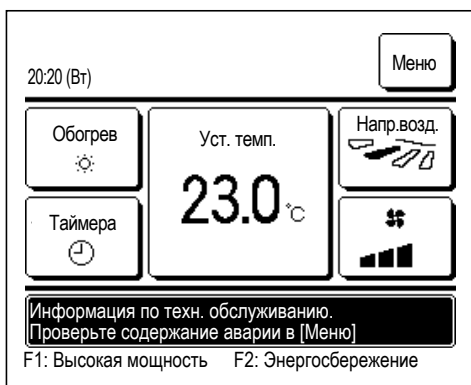 20:20 (Вт)
Меню
Обогрев
Уст. темп.
23.0 °C
Напр.возд.
Таймера
Информация по техн. обслуживанию.
Проверьте содержание аварии в [Меню]
F1: Высокая мощность F2: Энергосбережение